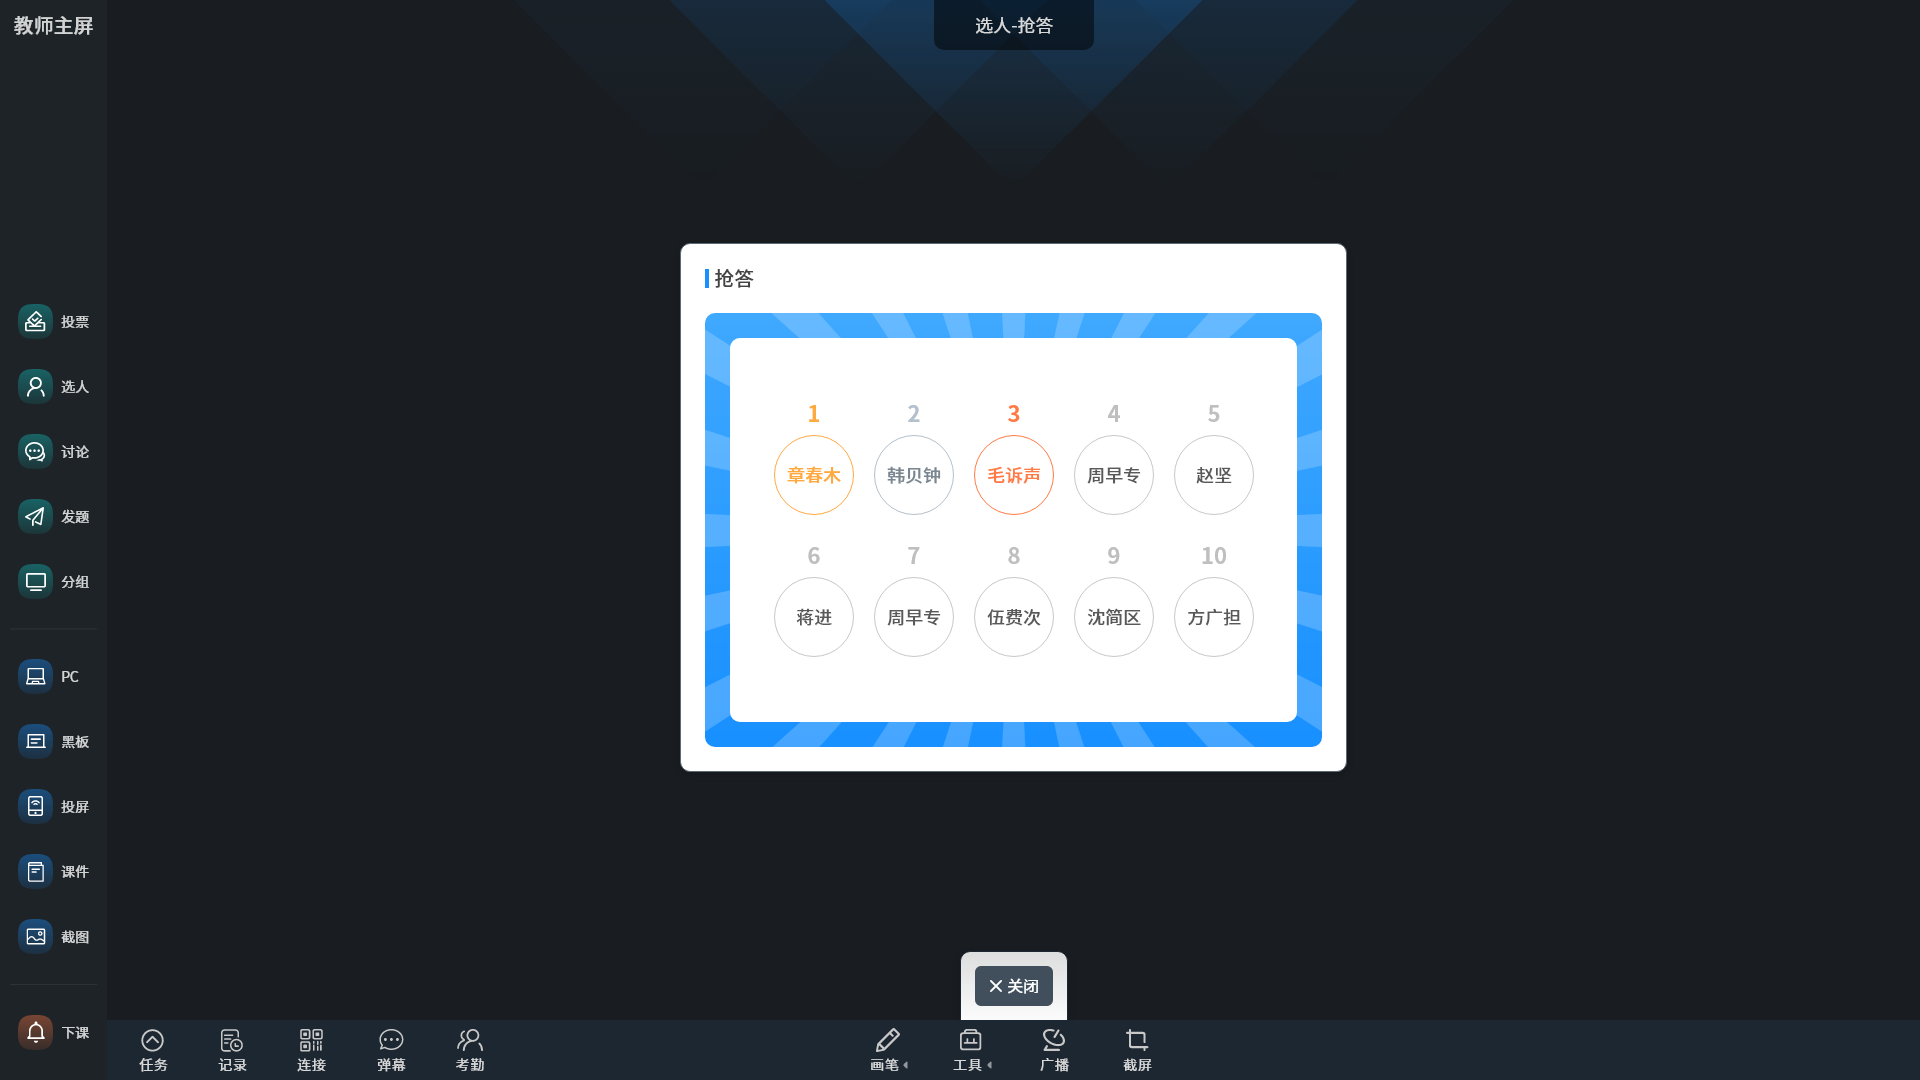 教师主屏
选人-抢答
投票
选人
讨论
发题
分组
PC
黑板
投屏
课件
截图
下课
抢答
1 2 3 4 5
章春木 韩贝钟 毛诉声 周早专 赵坚
6 7 8 9 10
蒋进 周早专 伍费次 沈简区 方广担
关闭
任务 记录 连接 弹幕 考勤 画笔 工具 广播 截屏